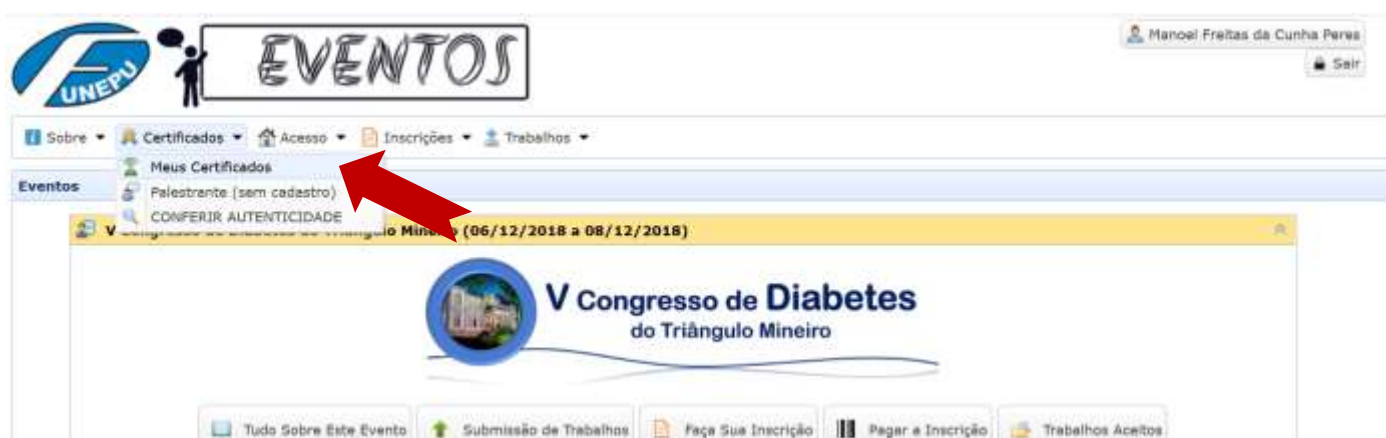 UNEPU
EVENTOS
Manoel Freitas da Cunha Peres
Sair
Sobre
Certificados
Acesso
Inscrições
Trabalhos
Meus Certificados
Palestrante (sem cadastro)
CONFERIR AUTENTICIDADE
Eventos
V Mineiro (06/12/2018 a 08/12/2018)
V Congresso de Diabetes
do Triângulo Mineiro
Tudo Sobre Este Evento
Submissão de Trabalhos
Faça Sua Inscrição
Pagar a Inscrição
Trabalhos Aceitos